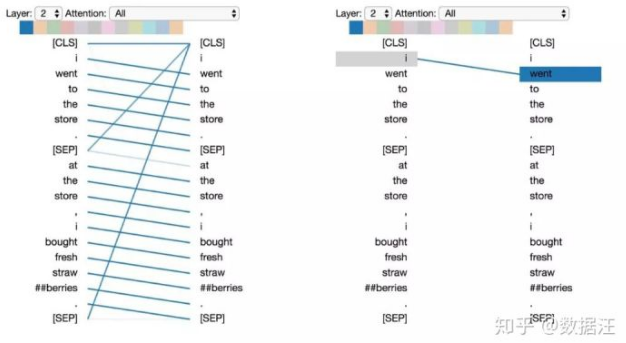 Layer: 2 Attention: All
[CLS] [CLS]
i i
went went
to to
the the
store store
. .
[SEP] [SEP]
at at
the the
store store
, ,
i i
bought bought
fresh fresh
straw straw
##berries ##berries
. .
[SEP] [SEP]
Layer: 2 Attention: All
[CLS] [CLS]
i i
went went
to to
the the
store store
. .
[SEP] [SEP]
at at
the the
store store
, ,
i i
bought bought
fresh fresh
straw straw
##berries ##berries
. .
[SEP] [SEP]
知乎 @数据汪